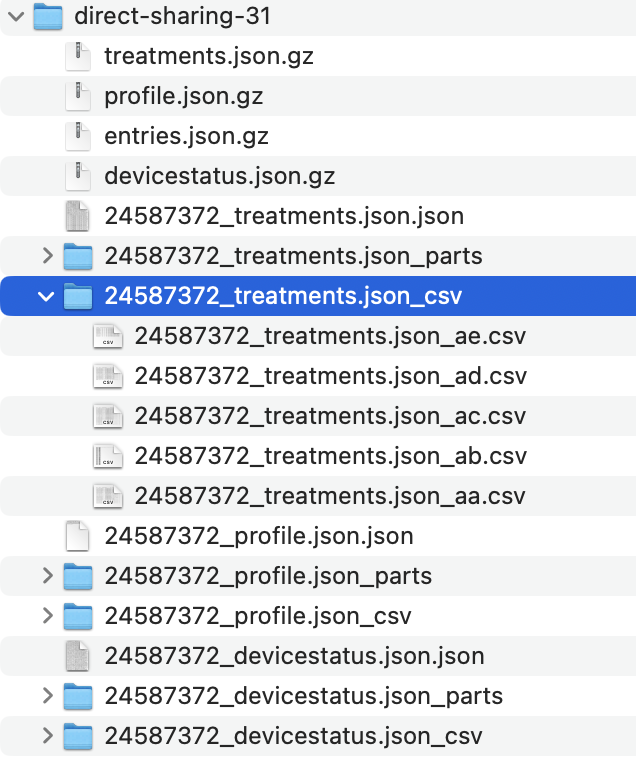 direct-sharing-31
treatments.json.gz
profile.json.gz
entries.json.gz
devicestatus.json.gz
24587372_treatments.json.json
24587372_treatments.json_parts
24587372_treatments.json_csv
24587372_treatments.json_ae.csv
24587372_treatments.json_ad.csv
24587372_treatments.json_ac.csv
24587372_treatments.json_ab.csv
24587372_treatments.json_aa.csv
24587372_profile.json.json
24587372_profile.json_parts
24587372_profile.json_csv
24587372_devicestatus.json.json
24587372_devicestatus.json_parts
24587372_devicestatus.json_csv